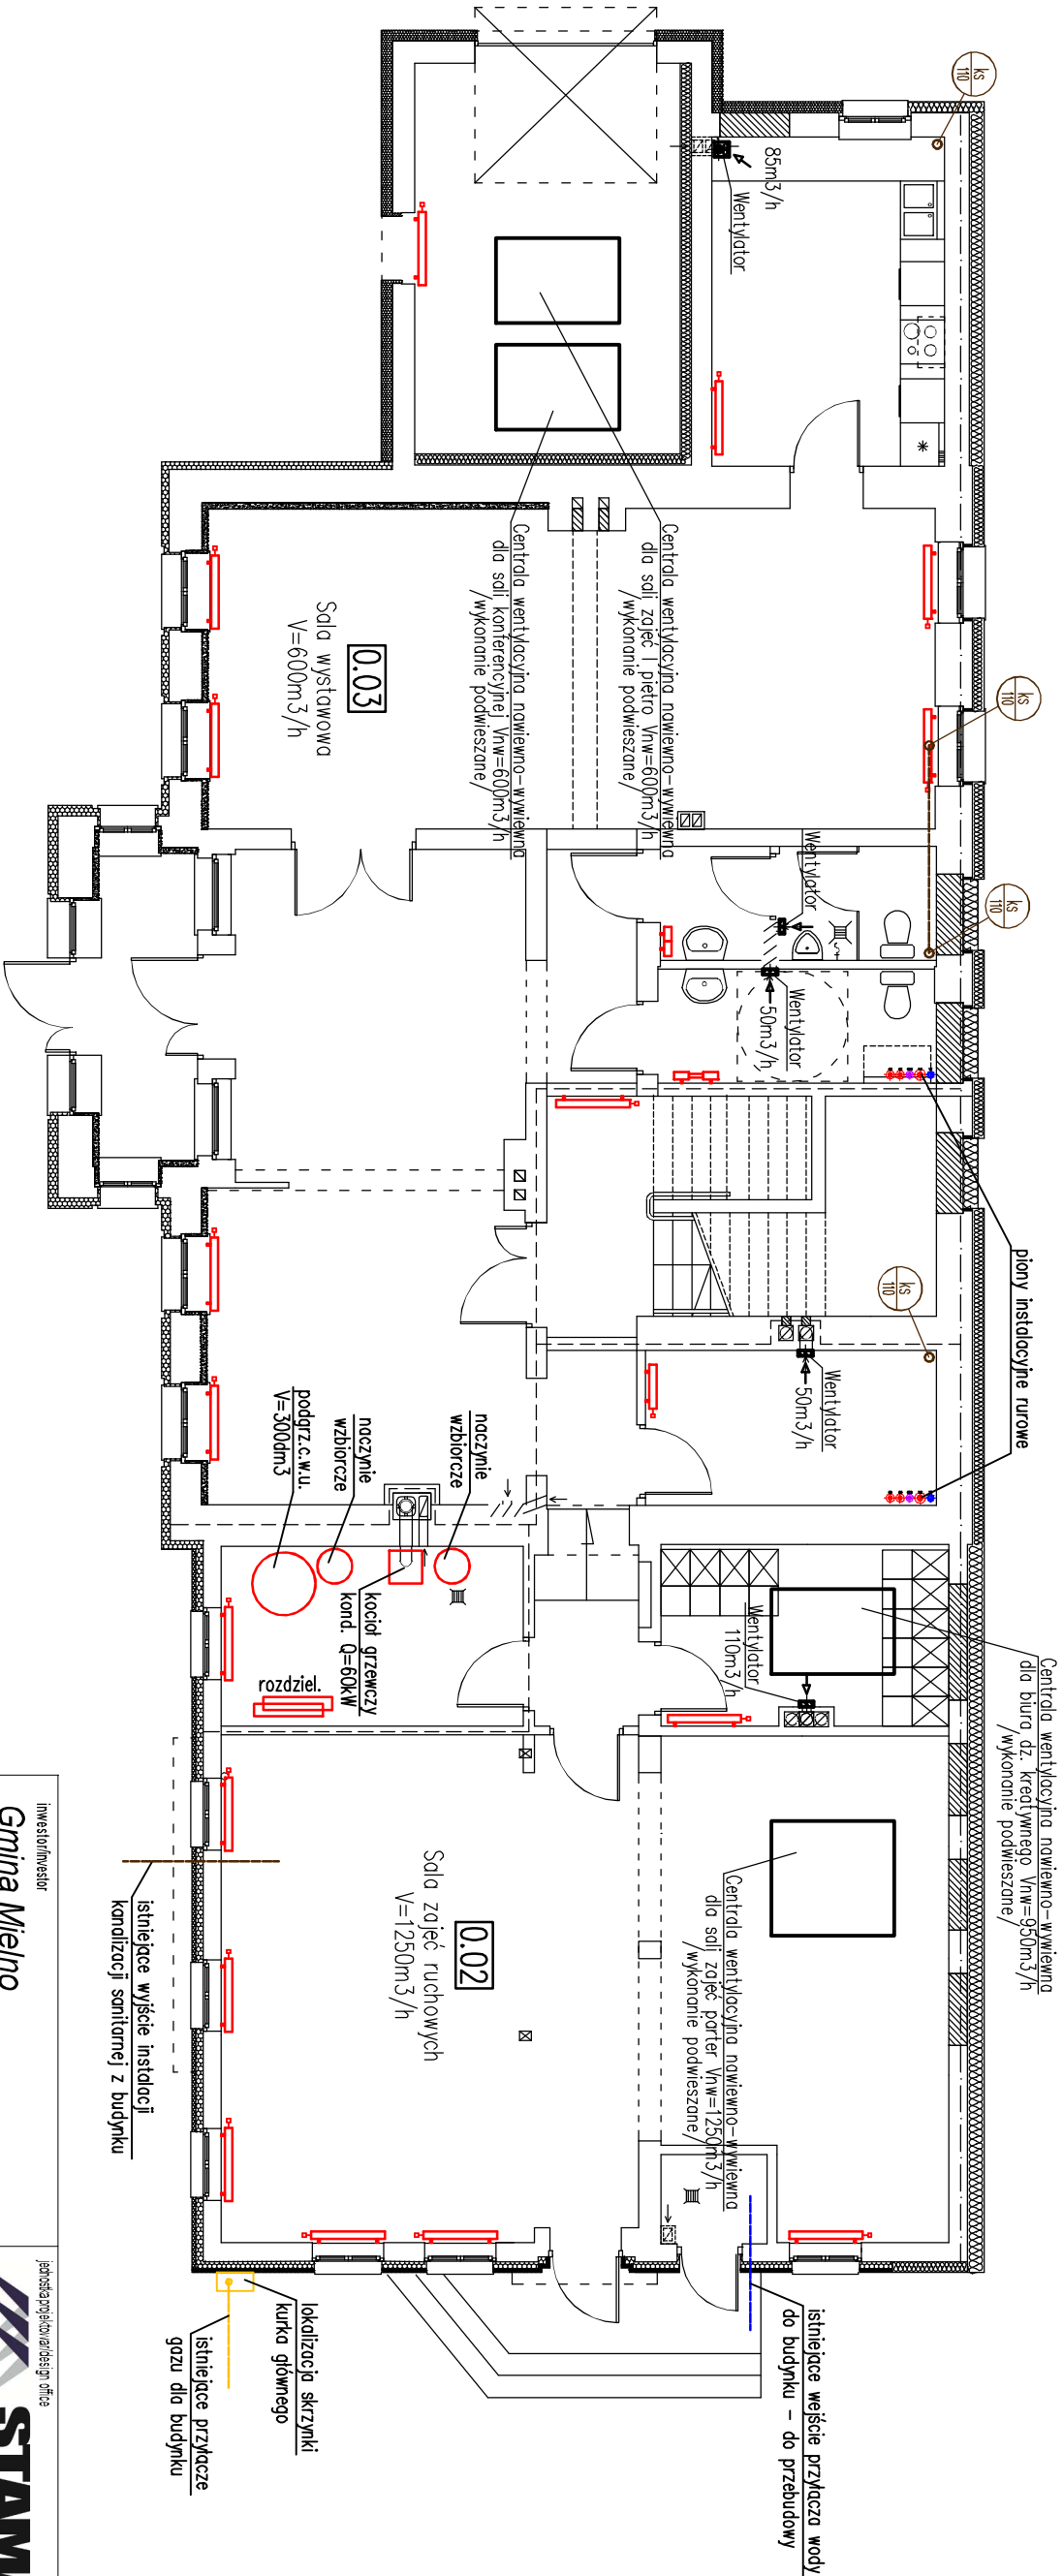 ks
110
85m3/h
Wentylator
Centrala wentylacyjna nawiewno-wywiewna
dla sali zajęć I piętro Vnw=600m3/h
/wykonanie podwieszane/
Centrala wentylacyjna nawiewno-wywiewna
dla sali konferencyjnej Vnw=600m3/h
/wykonanie podwieszane/
0.03
Sala wystawowa
V=600m3/h
ks
110
ks
110
Wentylator
Wentylator
50m3/h
piony instalacyjne rurowe
ks
110
Wentylator
50m3/h
naczynie
wzbiorcze
naczynie
wzbiorcze
podgrz.c.w.u.
V=300dm3
kocioł grzewczy
kond. Q=60kW
rozdziel.
Wentylator
110m3/h
Centrala wentylacyjna nawiewno-wywiewna
dla biura dz. kreatywnego Vnw=950m3/h
/wykonanie podwieszane/
Centrala wentylacyjna nawiewno-wywiewna
dla sali zajęć parter Vnw=1250m3/h
/wykonanie podwieszane/
0.02
Sala zajęć ruchowych
V=1250m3/h
istniejące wyjście instalacji
kanalizacji sanitarnej z budynku
istniejące wejście przyłącza wody
do budynku - do przebudowy
lokalizacja skrzynki
kurka głównego
istniejące przyłącze
gazu dla budynku
inwestor/investor
Gmina Mielno
jednostka projektowa/design office